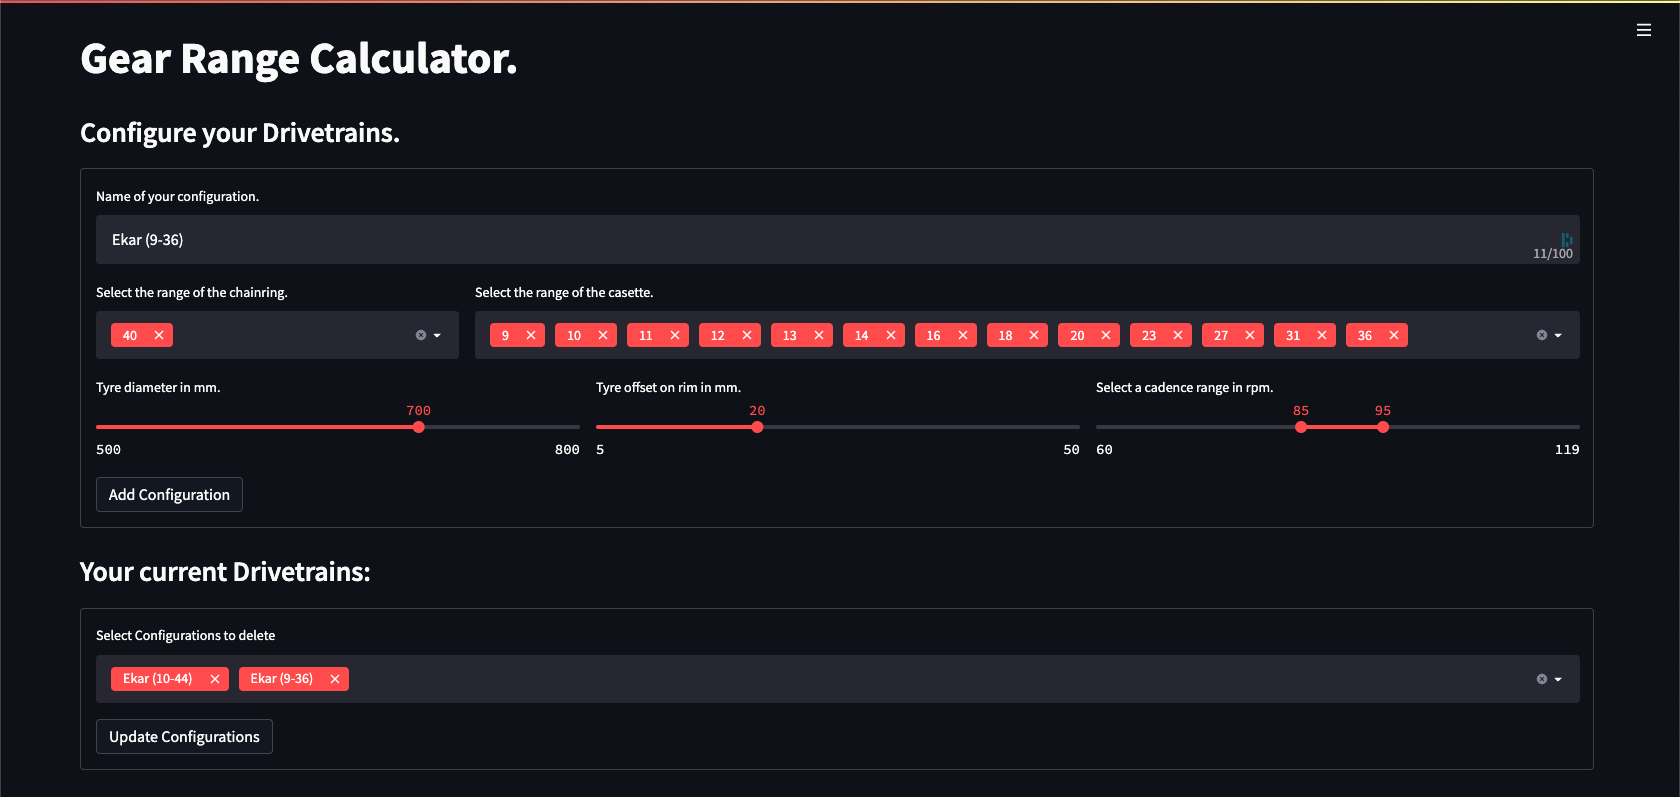 Gear Range Calculator.
Configure your Drivetrains.
Name of your configuration.
Ekar (9-36)
11/100
Select the range of the chainring. Select the range of the casette.
40 9 10 11 12 13 14 16 18 20 23 27 31 36
Tyre diameter in mm. Tyre offset on rim in mm. Select a cadence range in rpm.
700 20 85 95
500 800 5 50 60 119
Add Configuration
Your current Drivetrains:
Select Configurations to delete
Ekar (10-44) Ekar (9-36)
Update Configurations